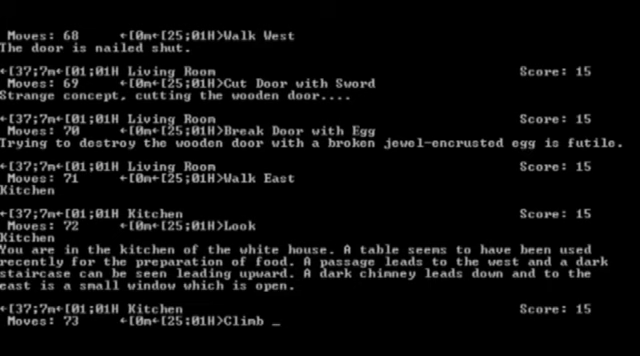 Moves: 68     ←[0m←[25;01H>Walk West
The door is nailed shut.
←[37;7m←[01;01H Living Room     Score: 15
Moves: 69     ←[0m←[25;01H>Cut Door with Sword
Strange concept, cutting the wooden door....
←[37;7m←[01;01H Living Room     Score: 15
Moves: 70     ←[0m←[25;01H>Break Door with Egg
Trying to destroy the wooden door with a broken jewel-encrusted egg is futile.
←[37;7m←[01;01H Living Room     Score: 15
Moves: 71     ←[0m←[25;01H>Walk East
Kitchen
←[37;7m←[01;01H Kitchen     Score: 15
Moves: 72     ←[0m←[25;01H>Look
Kitchen
You are in the kitchen of the white house. A table seems to have been used
recently for the preparation of food. A passage leads to the west and a dark
staircase can be seen leading upward. A dark chimney leads down and to the
east is a small window which is open.
←[37;7m←[01;01H Kitchen     Score: 15
Moves: 73     ←[0m←[25;01H>Climb _